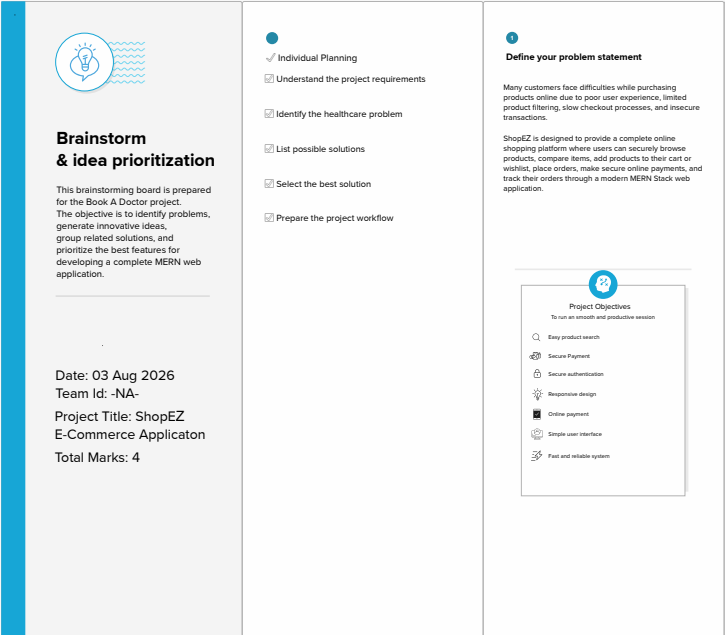 Brainstorm
& idea prioritization
This brainstorming board is prepared
for the Book A Doctor project.
The objective is to identify problems,
generate innovative ideas,
group related solutions, and
prioritize the best features for
developing a complete MERN web
application.
Date: 03 Aug 2026
Team Id: -NA-
Project Title: ShopEZ
E-Commerce Applicaton
Total Marks: 4
Individual Planning
Understand the project requirements
Identify the healthcare problem
List possible solutions
Select the best solution
Prepare the project workflow
1
Define your problem statement
Many customers face difficulties while purchasing
products online due to poor user experience, limited
product filtering, slow checkout processes, and insecure
transactions.
ShopEZ is designed to provide a complete online
shopping platform where users can securely browse
products, compare items, add products to their cart or
wishlist, place orders, make secure online payments, and
track their orders through a modern MERN Stack web
application.
Project Objectives
To run an smooth and productive session
Easy product search
Secure Payment
Secure authentication
Responsive design
Online payment
Simple user interface
Fast and reliable system